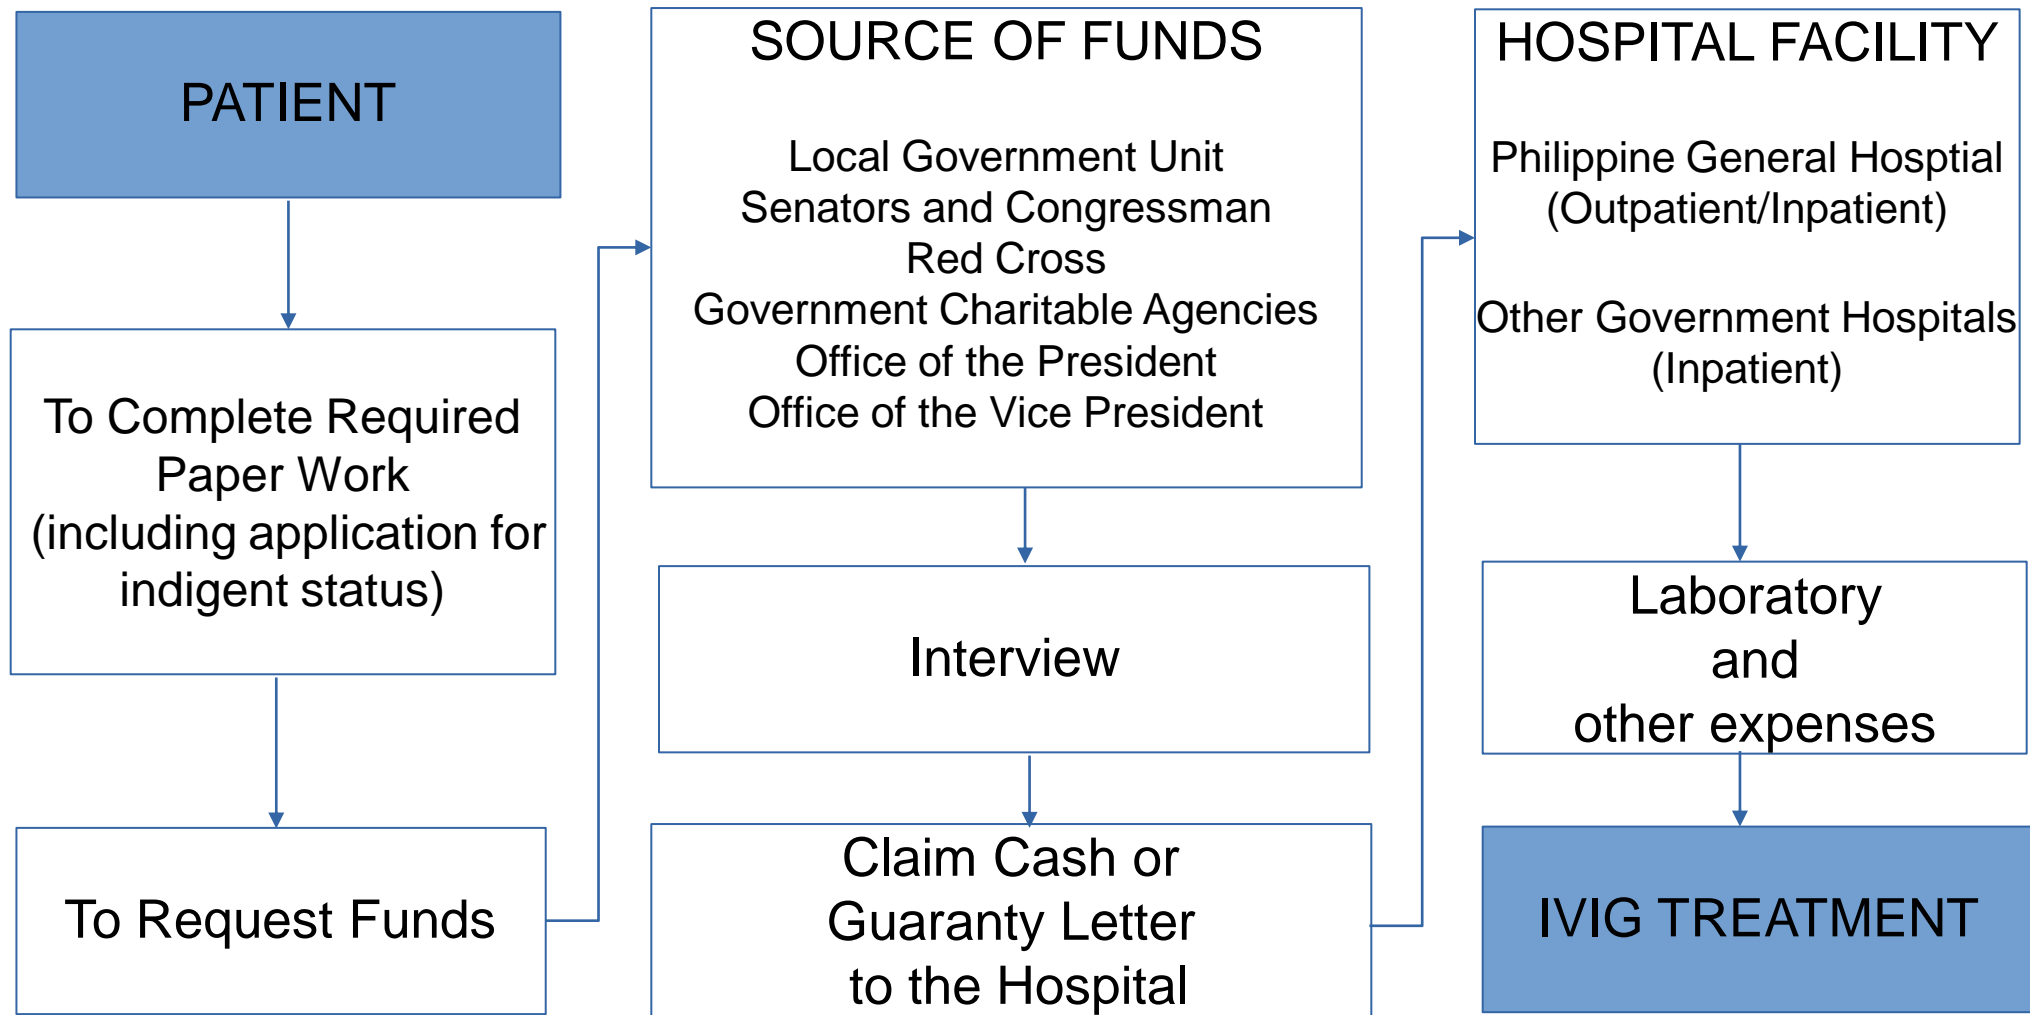 PATIENT
To Complete Required
Paper Work
(including application for
indigent status)
To Request Funds
SOURCE OF FUNDS
Local Government Unit
Senators and Congressman
Red Cross
Government Charitable Agencies
Office of the President
Office of the Vice President
Interview
Claim Cash or
Guaranty Letter
to the Hospital
HOSPITAL FACILITY
Philippine General Hosptial
(Outpatient/Inpatient)
Other Government Hospitals
(Inpatient)
Laboratory
and
other expenses
IVIG TREATMENT